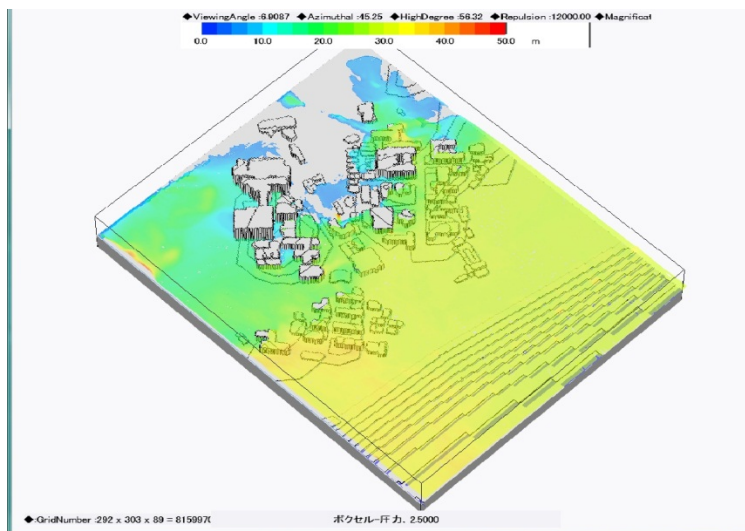 ◆ViewingAngle :6.9087 ◆Azimuthal :45.25 ◆HighDegree :56.32 ◆Repulsion :12000.00 ◆Magnificat
0.0 10.0 20.0 30.0 40.0 50.0 m
◆:GridNumber :292 x 303 x 89 = 815997(
ボクセル-圧力、2.5000